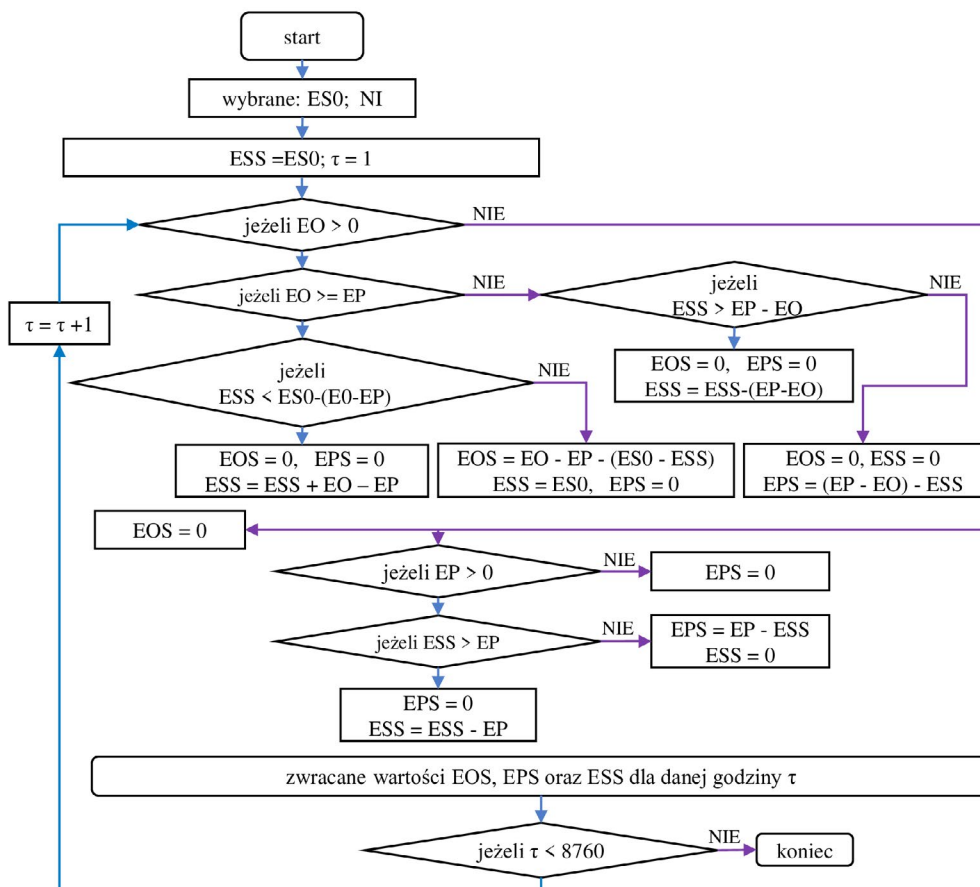 start
wybrane: ES0; NI
ESS =ES0; τ = 1
jeżeli EO > 0
NIE
jeżeli EO >= EP
NIE
jeżeli
ESS > EP - EO
NIE
τ = τ +1
EOS = 0, EPS = 0
ESS = ESS-(EP-EO)
jeżeli
ESS < ES0-(E0-EP)
NIE
EOS = 0, EPS = 0
ESS = ESS + EO – EP
EOS = EO - EP - (ES0 - ESS)
ESS = ES0, EPS = 0
EOS = 0, ESS = 0
EPS = (EP - EO) - ESS
EOS = 0
jeżeli EP > 0
NIE
EPS = 0
jeżeli ESS > EP
NIE
EPS = EP - ESS
ESS = 0
EPS = 0
ESS = ESS - EP
zwracane wartości EOS, EPS oraz ESS dla danej godziny τ
jeżeli τ < 8760
NIE
koniec